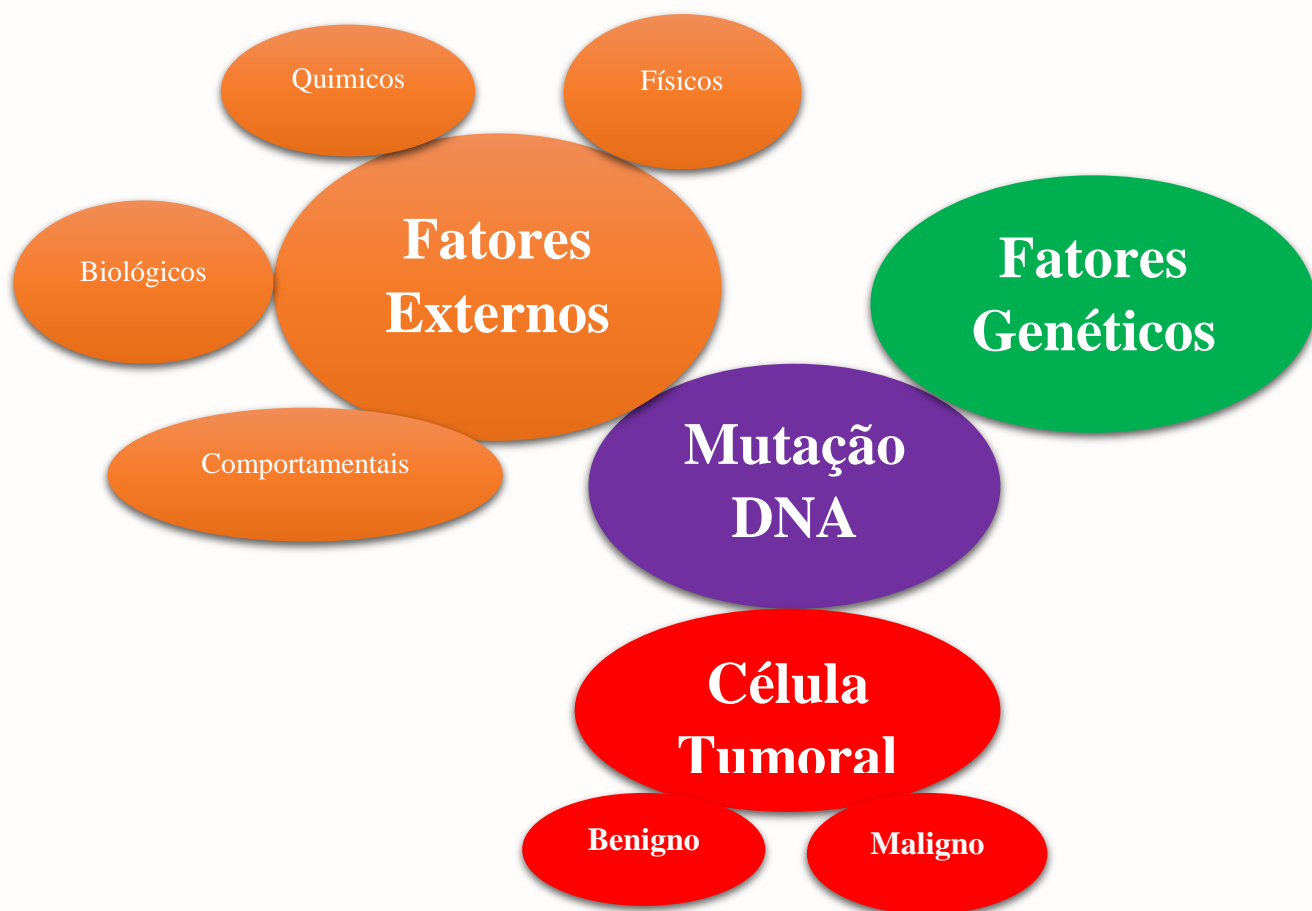 Quimicos
Físicos
Fatores
Externos
Biológicos
Fatores
Genéticos
Comportamentais
Mutação
DNA
Célula
Tumoral
Benigno
Maligno